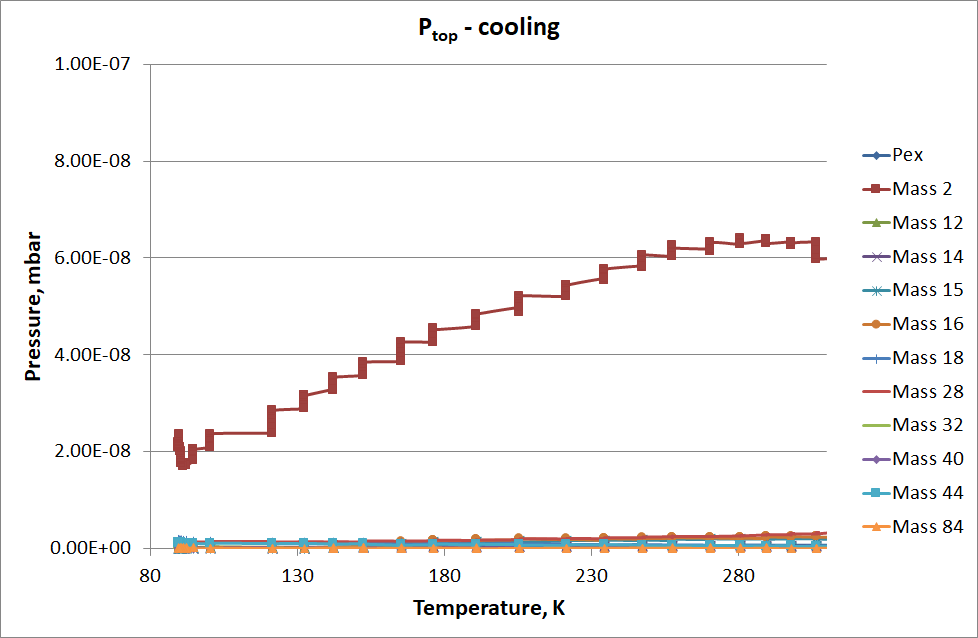 Ptop - cooling
1.00E-07
8.00E-08
6.00E-08
4.00E-08
2.00E-08
0.00E+00
80
130
180
230
280
Pressure, mbar
Temperature, K
Pex
Mass 2
Mass 12
Mass 14
Mass 15
Mass 16
Mass 18
Mass 28
Mass 32
Mass 40
Mass 44
Mass 84